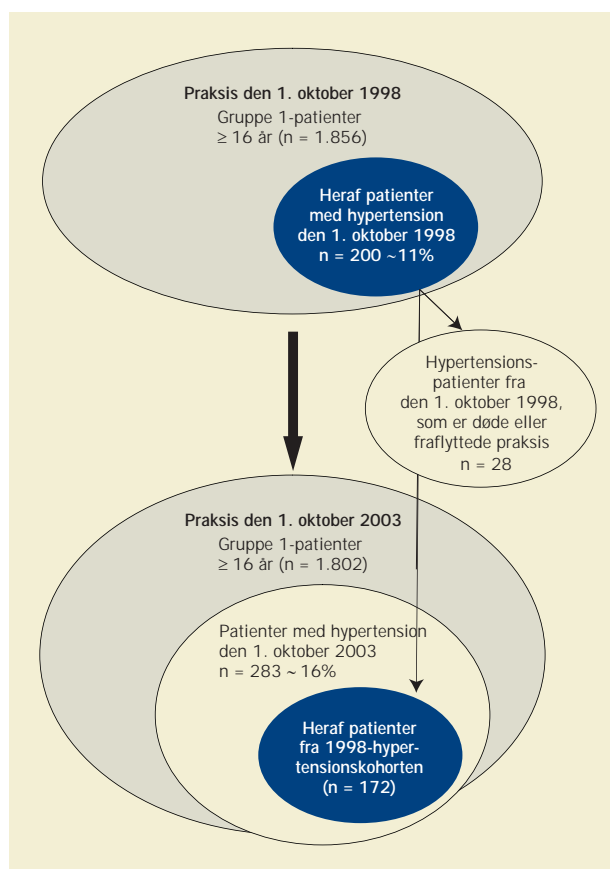 Praksis den 1. oktober 1998
Gruppe 1-patienter
≥ 16 år (n = 1.856)
Heraf patienter
med hypertension
den 1. oktober 1998
n = 200 ~11%
Hypertensions-
patienter fra
den 1. oktober 1998,
som er døde eller
fraflyttede praksis
n = 28
Praksis den 1. oktober 2003
Gruppe 1-patienter
≥ 16 år (n = 1.802)
Patienter med hypertension
den 1. oktober 2003
n = 283 ~ 16%
Heraf patienter
fra 1998-hyper-
tensionskohorten
(n = 172)